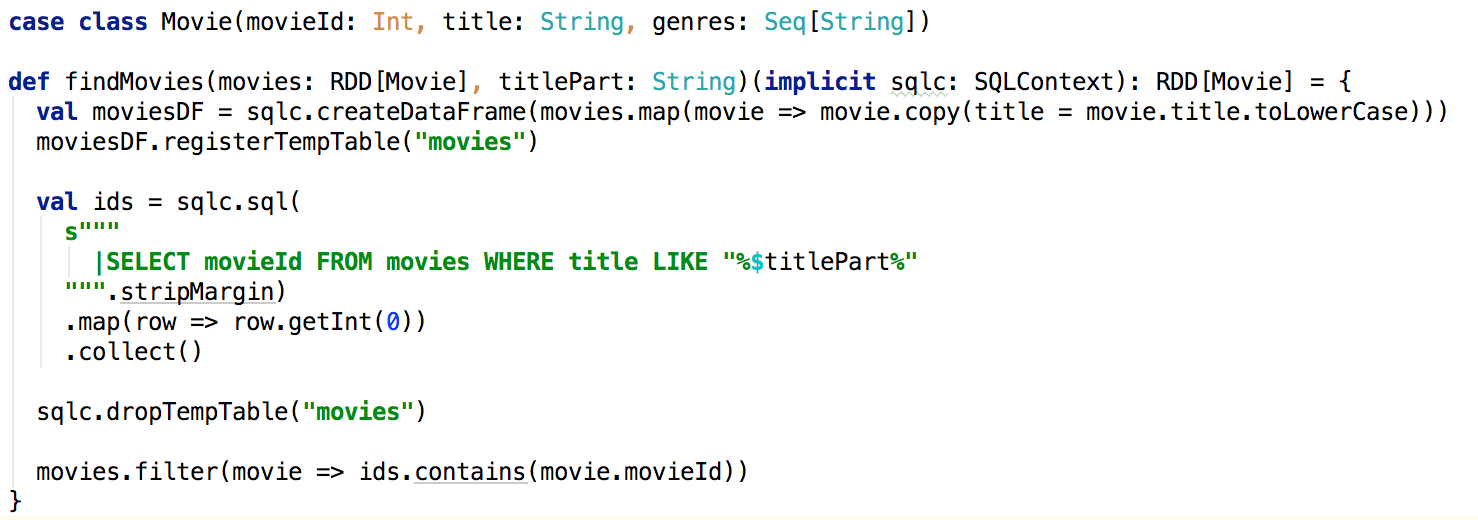 case class Movie(movieId: Int, title: String, genres: Seq[String])
def findMovies(movies: RDD[Movie], titlePart: String)(implicit sqlc: SQLContext): RDD[Movie] = {
  val moviesDF = sqlc.createDataFrame(movies.map(movie => movie.copy(title = movie.title.toLowerCase)))
  moviesDF.registerTempTable("movies")
  val ids = sqlc.sql(
    s"""
      |SELECT movieId FROM movies WHERE title LIKE "%$titlePart%"
    """.stripMargin)
    .map(row => row.getInt(0))
    .collect()
  sqlc.dropTempTable("movies")
  movies.filter(movie => ids.contains(movie.movieId))
}